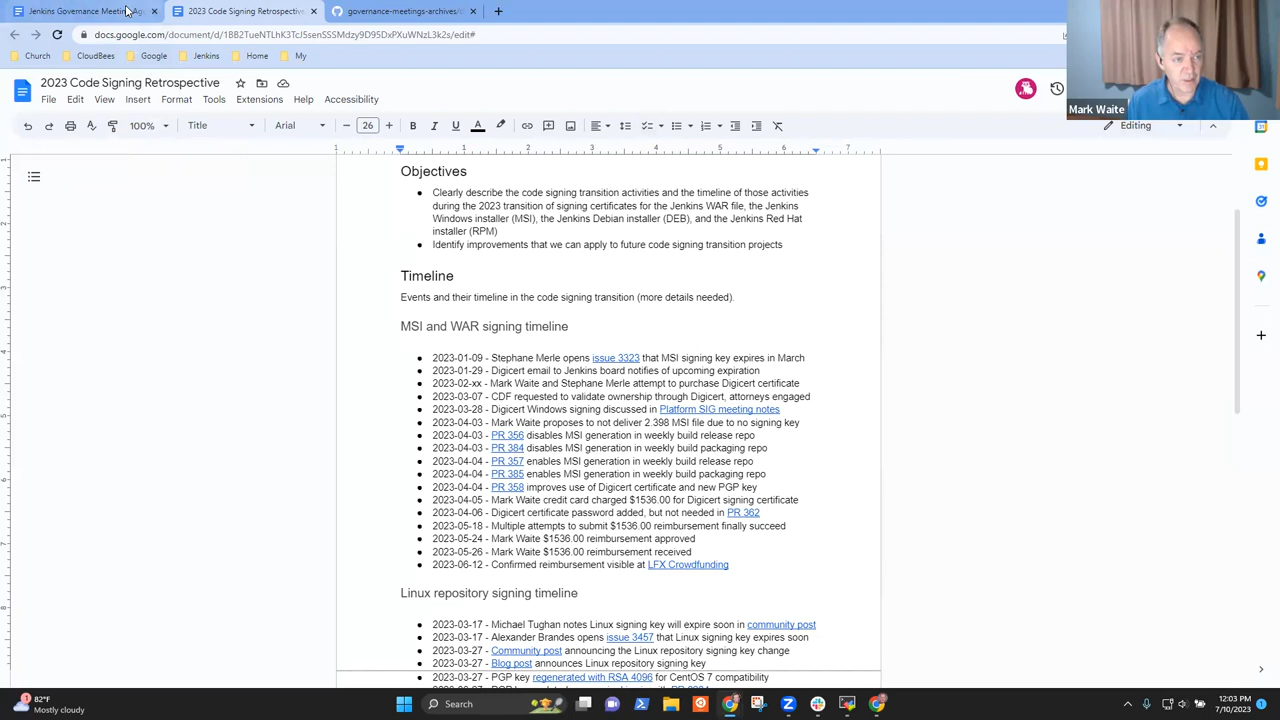 Jenkins Governance Meeting
2023 Code Signing Retrospective
governance-meetings-archives/
docs.google.com/document/d/1BB2TueNTLhK3TcJ5senSSSMdzy9D95DxPXuWNzL3k2s/edit#
Church
CloudBees
Google
Jenkins
Home
My
2023 Code Signing Retrospective
File
Edit
View
Insert
Format
Tools
Extensions
Help
Accessibility
Mark Waite
100%
Title
Arial
26
Editing
Objectives
Clearly describe the code signing transition activities and the timeline of those activities
during the 2023 transition of signing certificates for the Jenkins WAR file, the Jenkins
Windows installer (MSI), the Jenkins Debian installer (DEB), and the Jenkins Red Hat
installer (RPM)
Identify improvements that we can apply to future code signing transition projects
Timeline
Events and their timeline in the code signing transition (more details needed).
MSI and WAR signing timeline
2023-01-09 - Stephane Merle opens issue 3323 that MSI signing key expires in March
2023-01-29 - Digicert email to Jenkins board notifies of upcoming expiration
2023-02-xx - Mark Waite and Stephane Merle attempt to purchase Digicert certificate
2023-03-07 - CDF requested to validate ownership through Digicert, attorneys engaged
2023-03-28 - Digicert Windows signing discussed in Platform SIG meeting notes
2023-04-03 - Mark Waite proposes to not deliver 2.398 MSI file due to no signing key
2023-04-03 - PR 356 disables MSI generation in weekly build release repo
2023-04-03 - PR 384 disables MSI generation in weekly build packaging repo
2023-04-04 - PR 357 enables MSI generation in weekly build release repo
2023-04-04 - PR 385 enables MSI generation in weekly build packaging repo
2023-04-04 - PR 358 improves use of Digicert certificate and new PGP key
2023-04-05 - Mark Waite credit card charged $1536.00 for Digicert signing certificate
2023-04-06 - Digicert certificate password added, but not needed in PR 362
2023-05-18 - Multiple attempts to submit $1536.00 reimbursement finally succeed
2023-05-24 - Mark Waite $1536.00 reimbursement approved
2023-05-26 - Mark Waite $1536.00 reimbursement received
2023-06-12 - Confirmed reimbursement visible at LFX Crowdfunding
Linux repository signing timeline
2023-03-17 - Michael Tughan notes Linux signing key will expire soon in community post
2023-03-17 - Alexander Brandes opens issue 3457 that Linux signing key expires soon
2023-03-27 - Community post announcing the Linux repository signing key change
2023-03-27 - Blog post announces Linux repository signing key
2023-03-27 - PGP key regenerated with RSA 4096 for CentOS 7 compatibility
82°F
Mostly cloudy
Search
12:03 PM
7/10/2023